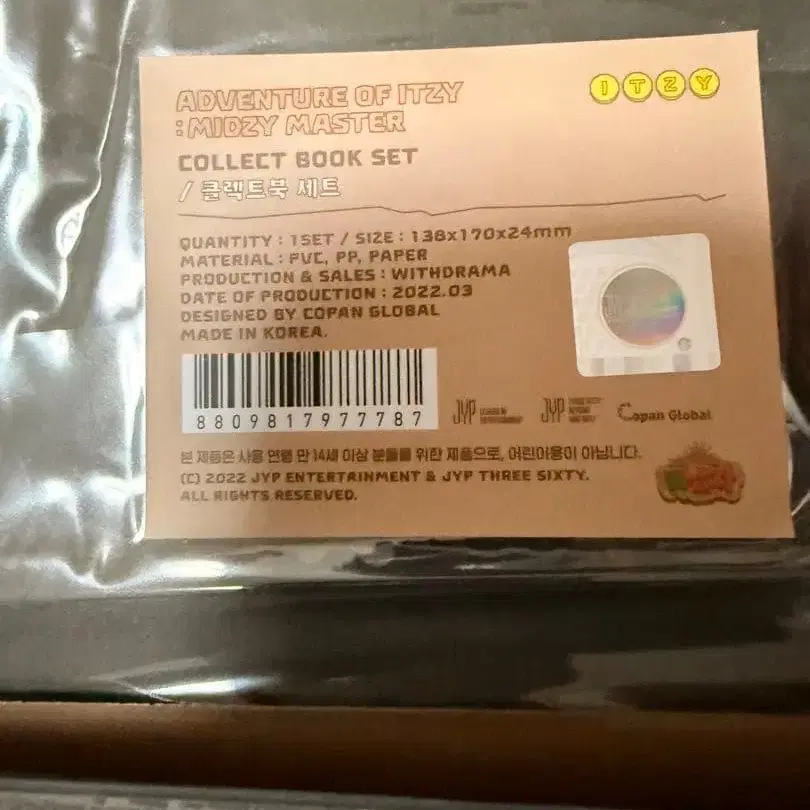 ADVENTURE OF ITZY
: MIDZY MASTER
ITZY
COLLECT BOOK SET
/ 콜렉트북 세트
QUANTITY : 1SET / SIZE : 138x170x24mm
MATERIAL : PVC, PP, PAPER
PRODUCTION & SALES : WITHDRAMA
DATE OF PRODUCTION : 2022.03
DESIGNED BY COPAN GLOBAL
MADE IN KOREA.
8809817977787
JYP JYP Copan Global
본 제품은 사용 연령 만 14세 이상 분들을 위한 제품으로, 어린이용이 아닙니다.
(C) 2022 JYP ENTERTAINMENT & JYP THREE SIXTY.
ALL RIGHTS RESERVED.